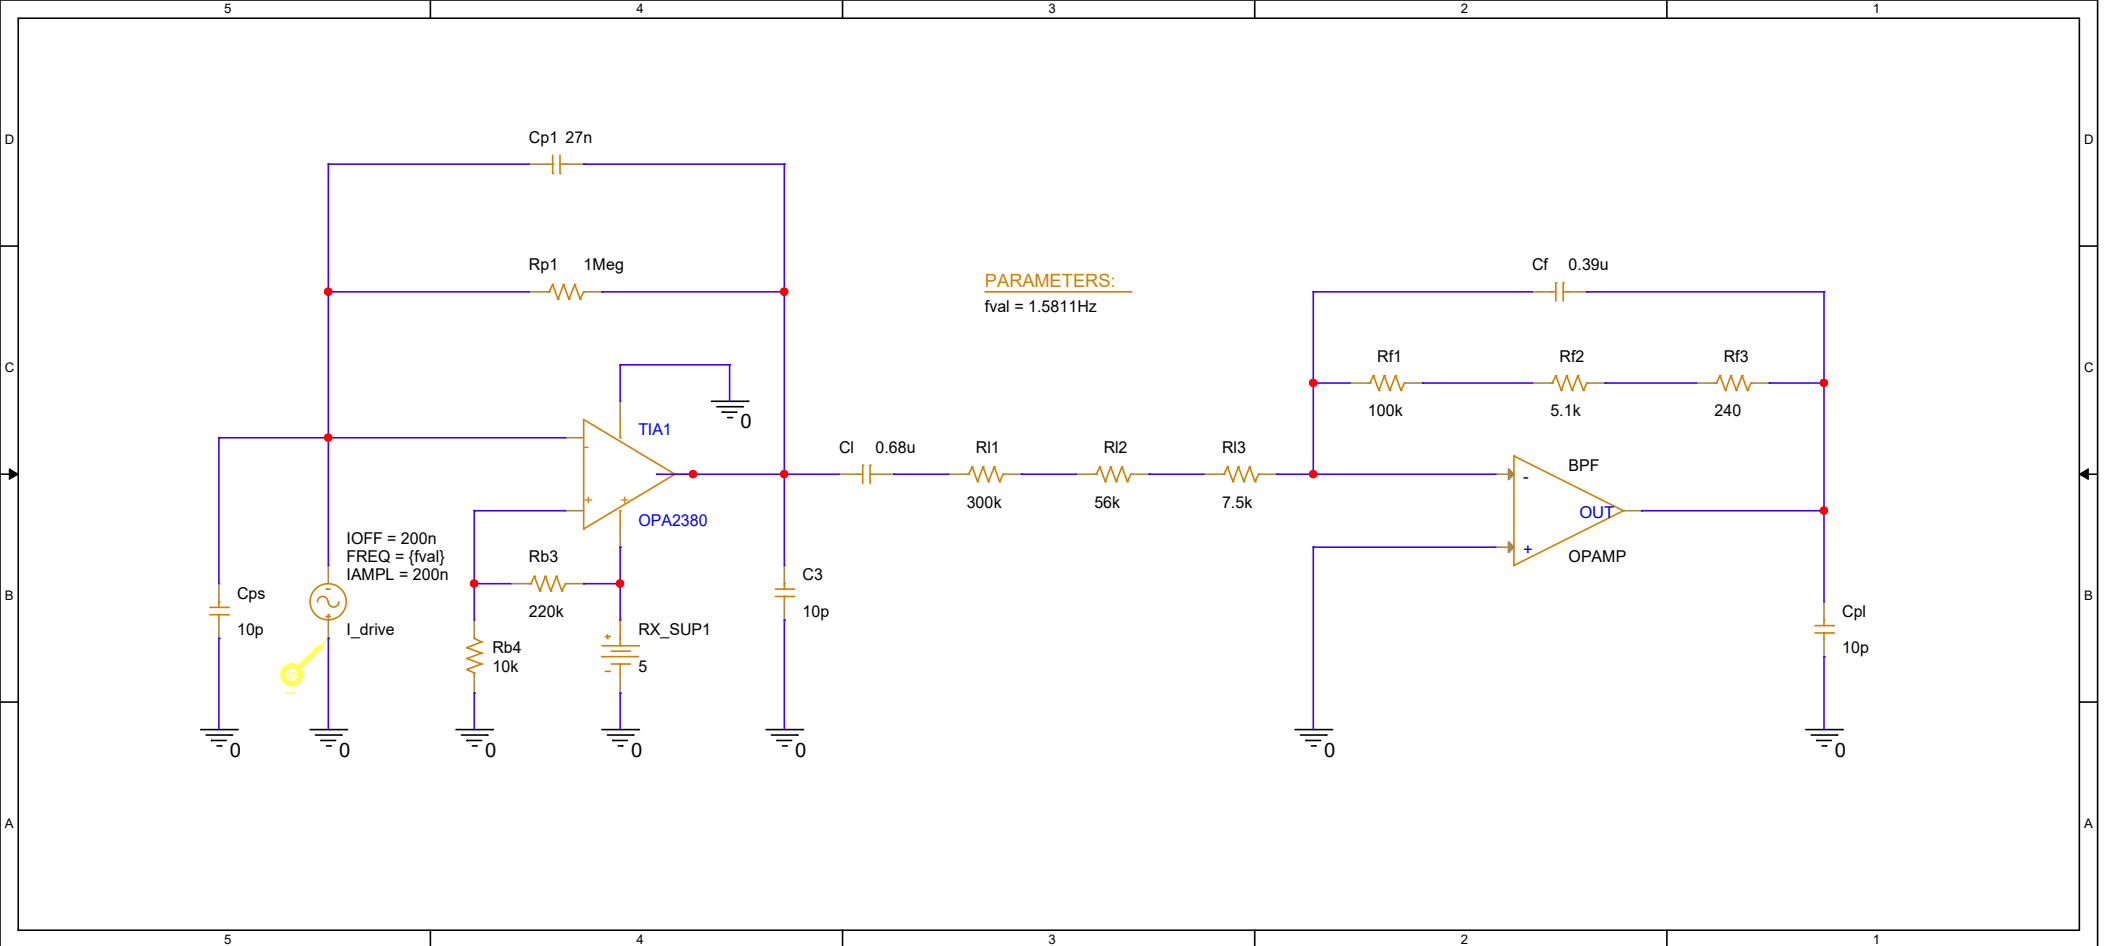 5 4 3 2 1
D D
Cp1 27n
Rp1 1Meg
PARAMETERS:
fval = 1.5811Hz
Cf 0.39u
C C
Rf1 Rf2 Rf3
100k 5.1k 240
0
TIA1
-
+ +
OPA2380
Cl 0.68u Rl1 Rl2 Rl3
300k 56k 7.5k
BPF
-
OUT
+
OPAMP
IOFF = 200n
FREQ = {fval}
IAMPL = 200n
- +
I_drive
Rb3
220k
C3
10p
B B
Cps
10p
Cpl
10p
RX_SUP1
+
5
-
Rb4
10k
0 0 0 0 0 0 0
A A
5 4 3 2 1